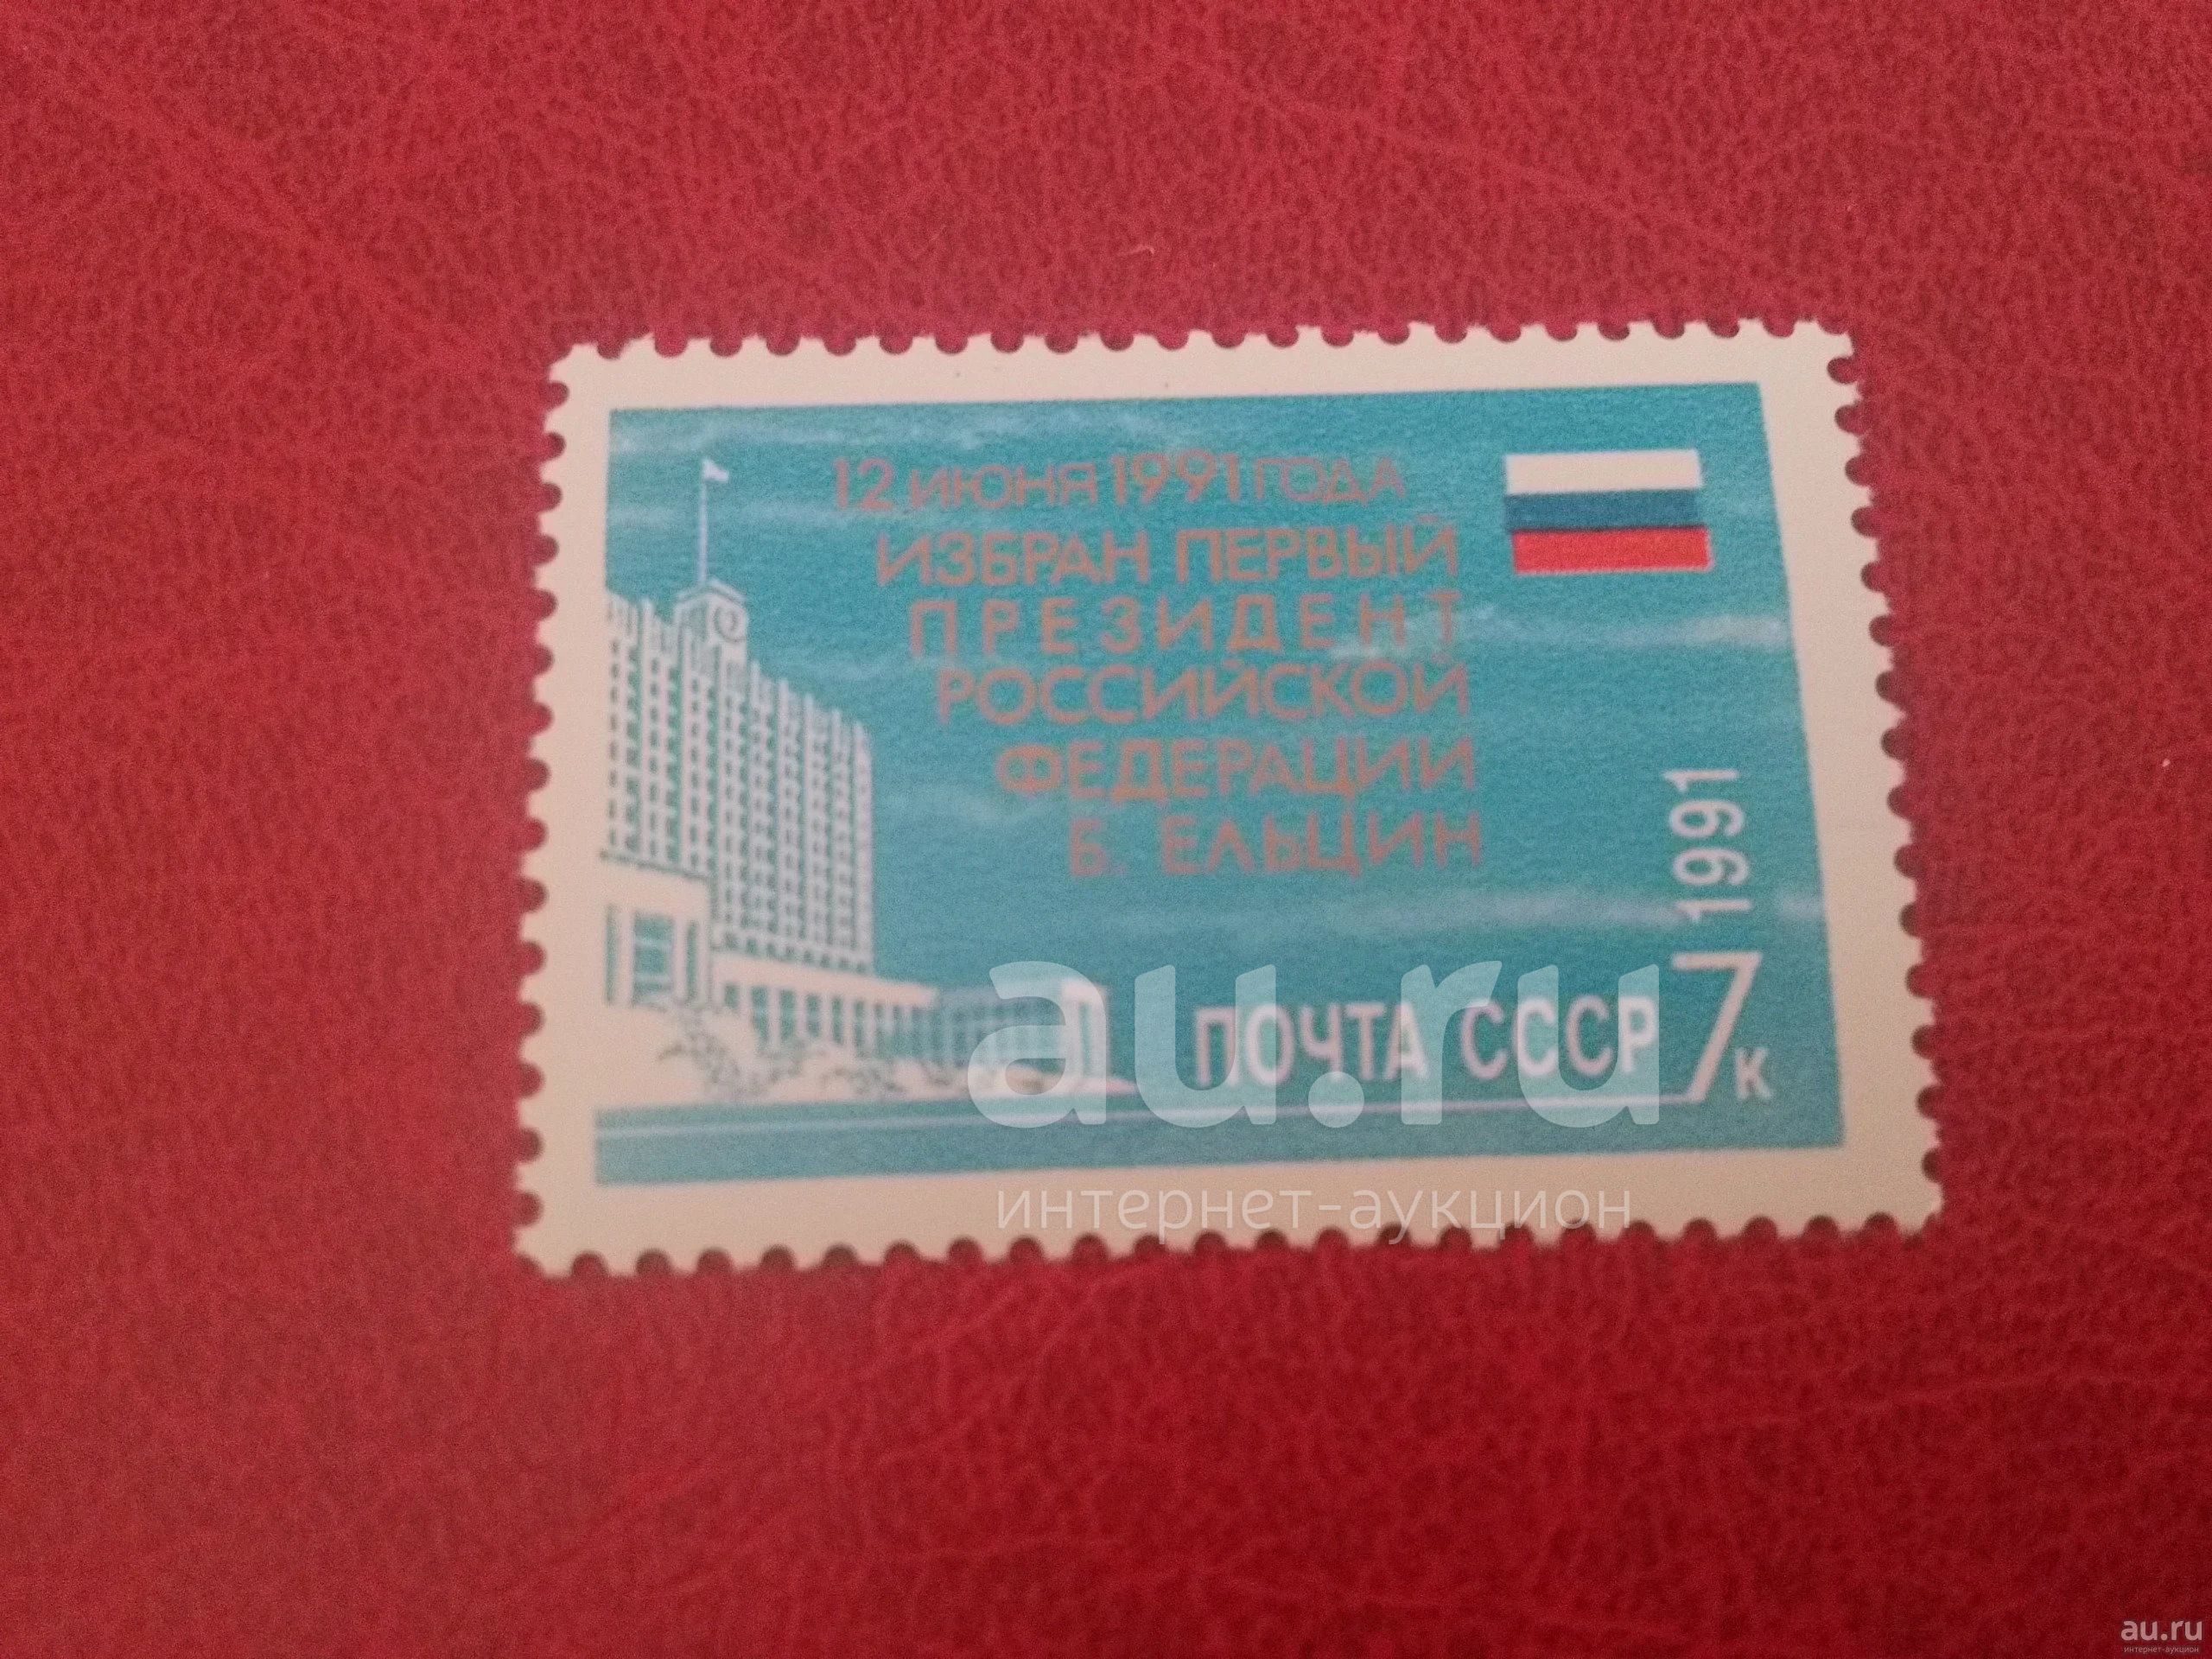 12 ИЮНЯ 1991 ГОДА
ИЗБРАН ПЕРВЫЙ
ПРЕЗИДЕНТ
РОССИЙСКОЙ
ФЕДЕРАЦИИ
Б. ЕЛЬЦИН
1991
ПОЧТА СССР 7 к
au.ru
интернет-аукцион
au.ru
интернет-аукцион